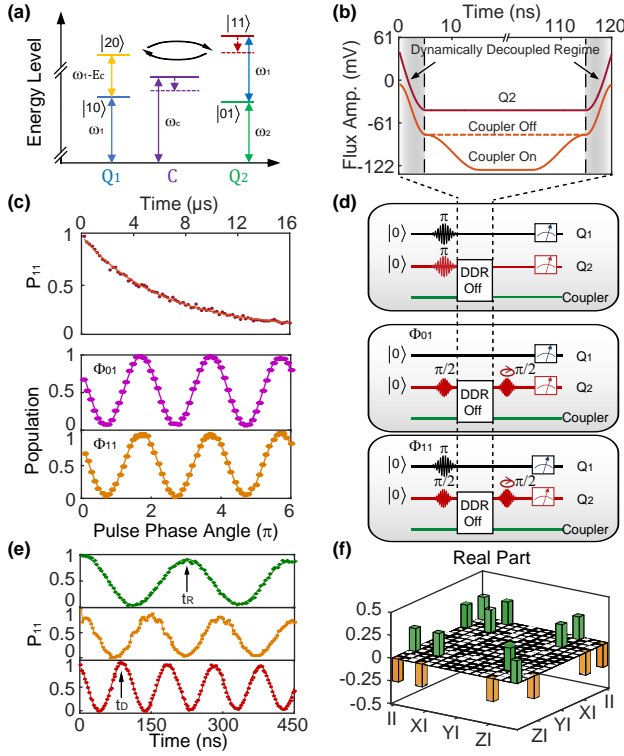 (a)
Energy Level
|20⟩
|11⟩
ω1-Ec
ω1
|10⟩
|01⟩
ω1
ωc
ω2
Q1
C
Q2
(b)
Time (ns)
0
10
110
120
61
0
-61
-122
Flux Amp. (mV)
Dynamically Decoupled Regime
Q2
Coupler Off
Coupler On
(c)
Time (μs)
0
4
8
12
16
1
0.5
0
P11
1
0.5
0
Φ01
1
0.5
0
Φ11
Population
0
2
4
6
Pulse Phase Angle (π)
(d)
π
|0⟩
Q1
π
|0⟩
Q2
DDR
Off
Coupler
Φ01
|0⟩
Q1
π/2
π/2
|0⟩
Q2
DDR
Off
Coupler
Φ11
π
|0⟩
Q1
π/2
π/2
|0⟩
Q2
DDR
Off
Coupler
(e)
1
0.5
0
tR
1
0.5
0
P11
1
0.5
0
tD
0
150
300
450
Time (ns)
(f)
Real Part
0.5
0.25
0
-0.25
-0.5
II
XI
YI
ZI
ZI
YI
XI
II